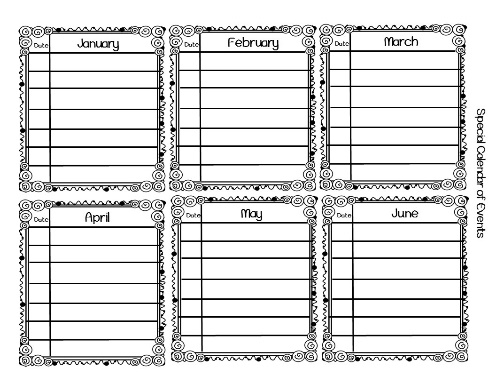 Date January
Date February
Date March
Date April
Date May
Date June
Special Calendar of Events